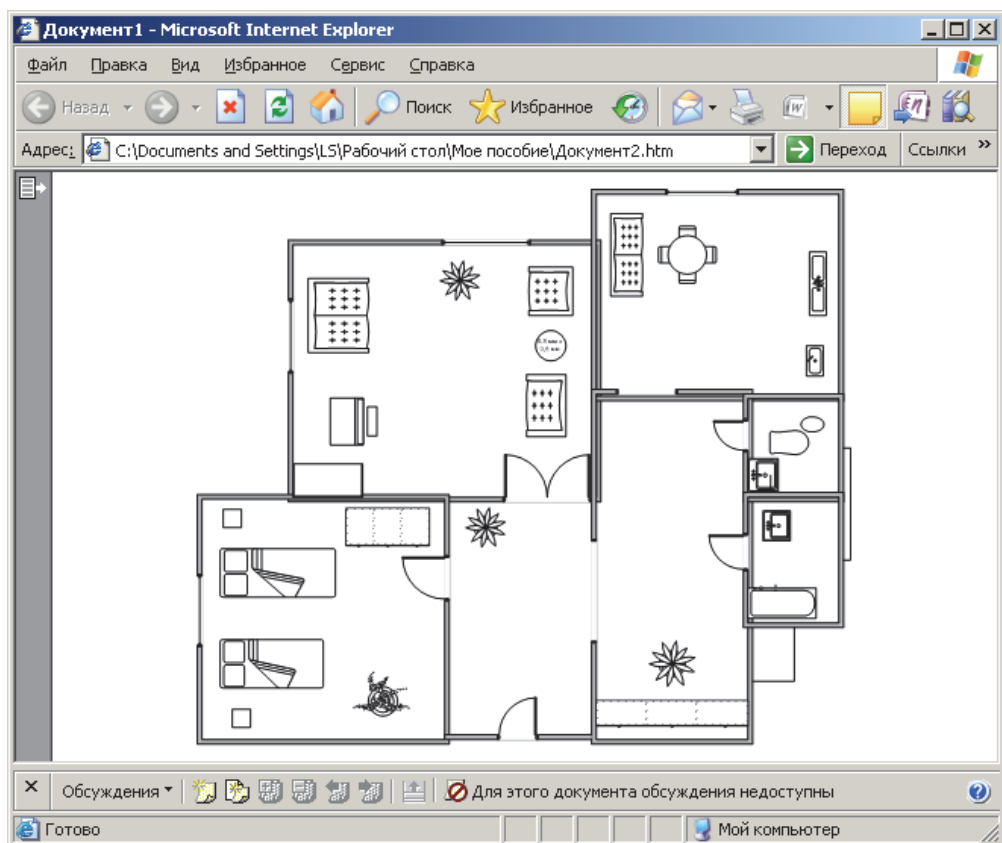 Документ1 - Microsoft Internet Explorer
Файл Правка Вид Избранное Сервис Справка
Назад Поиск Избранное
Адрес: C:\Documents and Settings\LS\Рабочий стол\Мое пособие\Документ2.htm Переход Ссылки »
Обсуждения Для этого документа обсуждения недоступны
Готово Мой компьютер